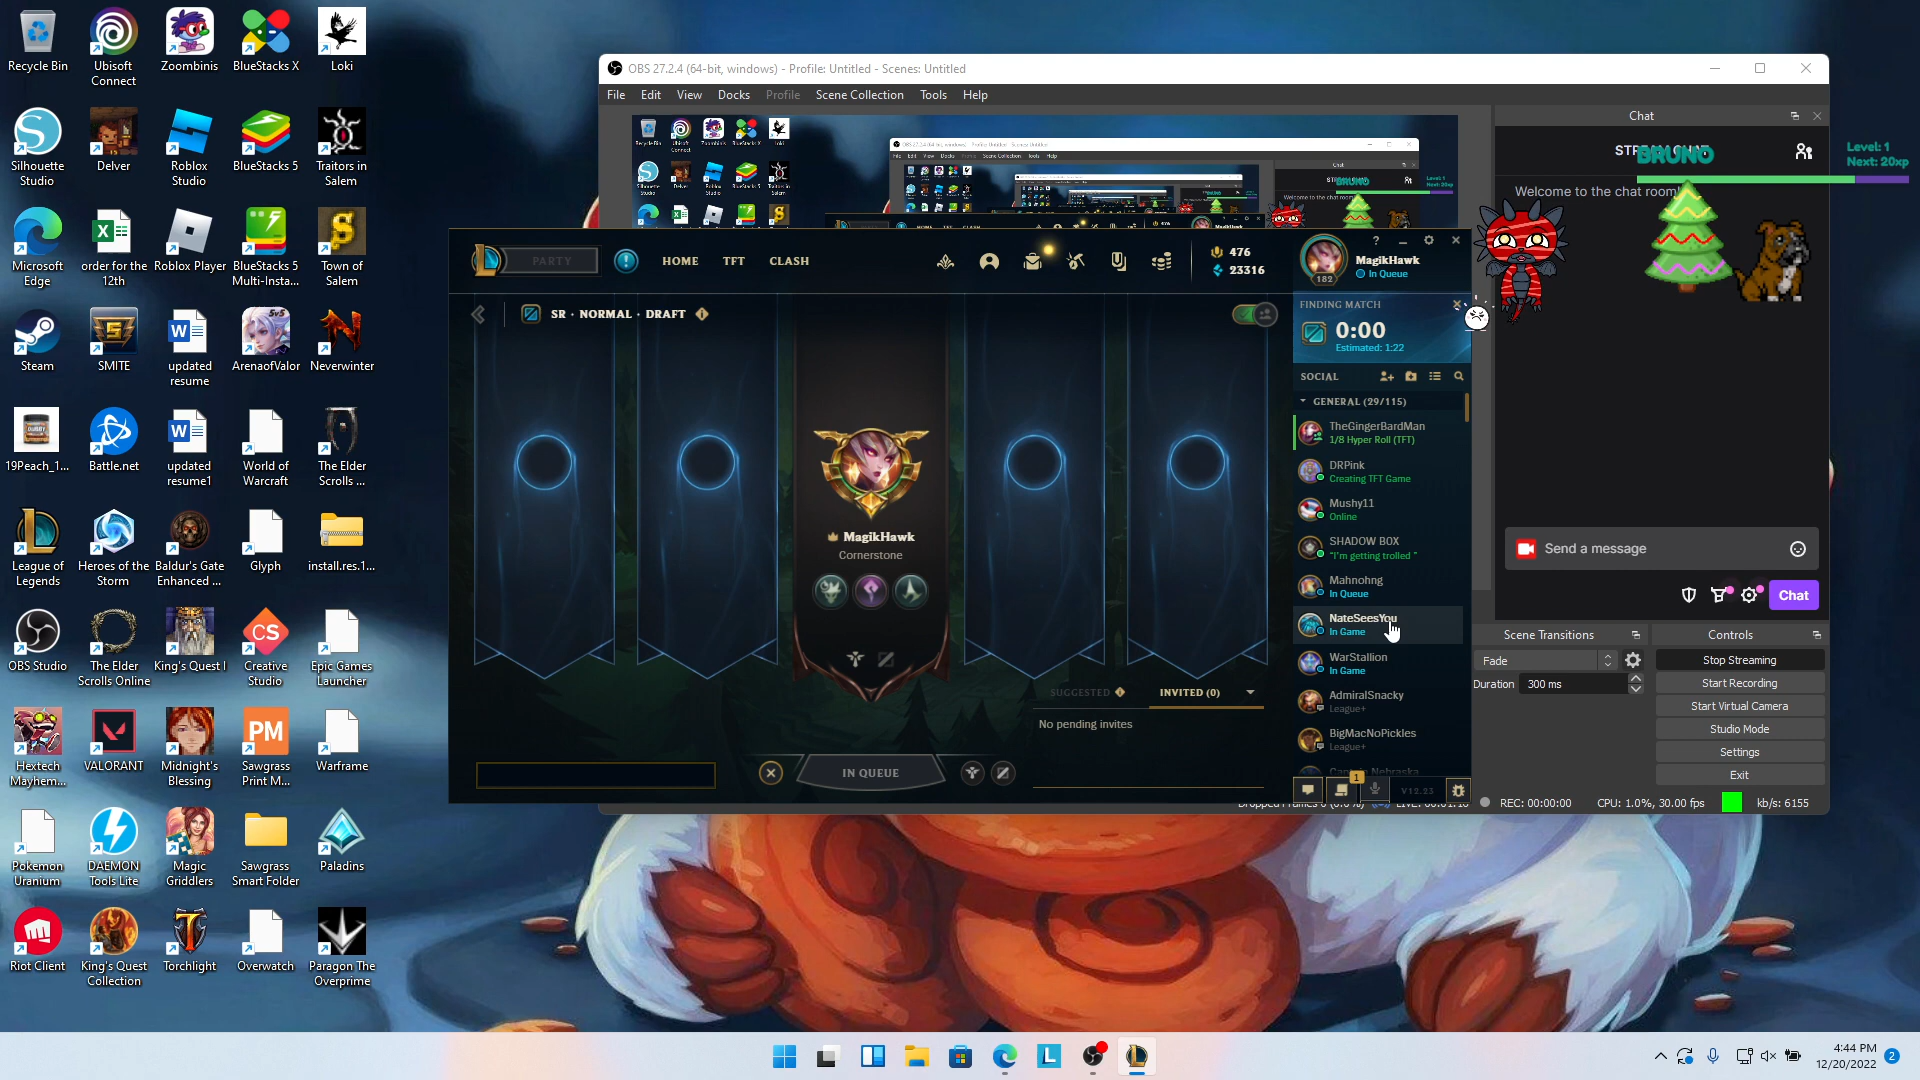 Recycle Bin
Ubisoft
Connect
Zoombinis
BlueStacks X
Loki
Silhouette
Studio
Delver
Roblox
Studio
BlueStacks 5
Traitors in
Salem
Microsoft
Edge
order for the
12th
Roblox Player
BlueStacks 5
Multi-Insta...
Town of
Salem
Steam
SMITE
updated
resume
ArenaofValor
Neverwinter
19Peach_1...
Battle.net
updated
resume1
World of
Warcraft
The Elder
Scrolls ...
League of
Legends
Heroes of the
Storm
Baldur's Gate
Enhanced ...
Glyph
install.res.1...
OBS Studio
The Elder
Scrolls Online
King's Quest I
Creative
Studio
Epic Games
Launcher
Hextech
Mayhem...
VALORANT
Midnight's
Blessing
Sawgrass
Print M...
Warframe
Pokemon
Uranium
DAEMON
Tools Lite
Magic
Griddlers
Sawgrass
Smart Folder
Paladins
Riot Client
King's Quest
Collection
Torchlight
Overwatch
Paragon The
Overprime
OBS 27.2.4 (64-bit, windows) - Profile: Untitled - Scenes: Untitled
File Edit View Docks Profile Scene Collection Tools Help
Chat
BRUNO
Level: 1
Next: 20xp
Welcome to the chat room!
PARTY
HOME
TFT
CLASH
476
23316
182
MagikHawk
In Queue
SR · NORMAL · DRAFT
FINDING MATCH
0:00
Estimated: 1:22
SOCIAL
GENERAL (29/115)
TheGingerBardMan
1/8 Hyper Roll (TFT)
DRPink
Creating TFT Game
Mushy11
Online
SHADOW BOX
"I'm getting trolled "
Mahnohng
In Queue
NateSeesYou
In Game
WarStallion
In Game
AdmiralSnacky
League+
BigMacNoPickles
League+
Captain Nebraska
MagikHawk
Cornerstone
SUGGESTED
INVITED (0)
No pending invites
IN QUEUE
1
V12.23
Send a message
Chat
Scene Transitions
Fade
Duration 300 ms
Controls
Stop Streaming
Start Recording
Start Virtual Camera
Studio Mode
Settings
Exit
REC: 00:00:00
CPU: 1.0%, 30.00 fps
kb/s: 6155
4:44 PM
12/20/2022
2